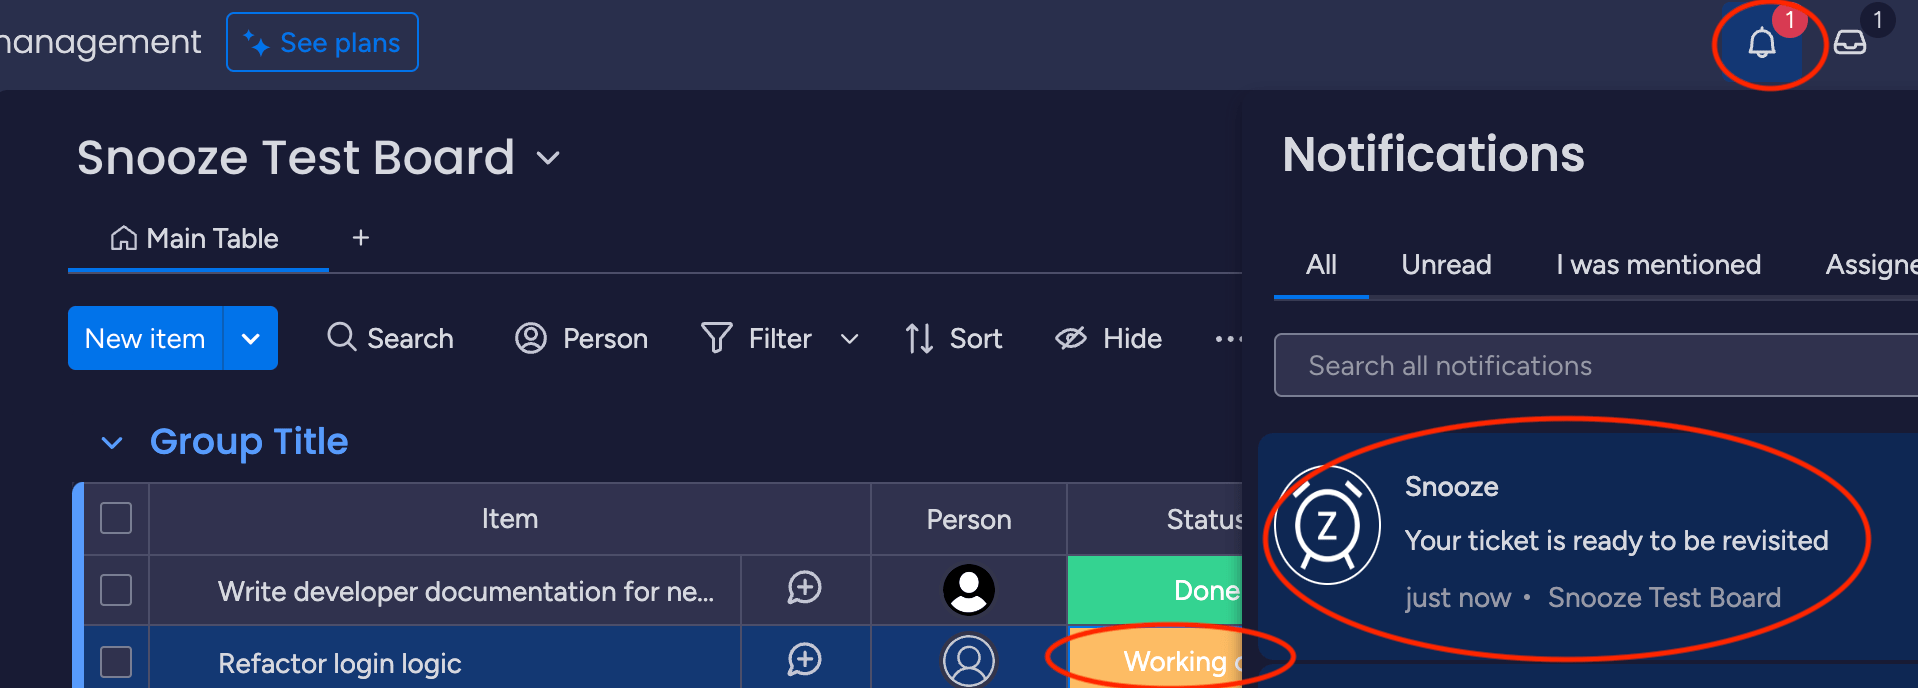 management
See plans
1
1
Snooze Test Board
Main Table
+
New item
Search
Person
Filter
Sort
Hide
Group Title
Item
Person
Status
Write developer documentation for ne...
Done
Refactor login logic
Working
Notifications
All
Unread
I was mentioned
Assigne
Search all notifications
Z
Snooze
Your ticket is ready to be revisited
just now • Snooze Test Board